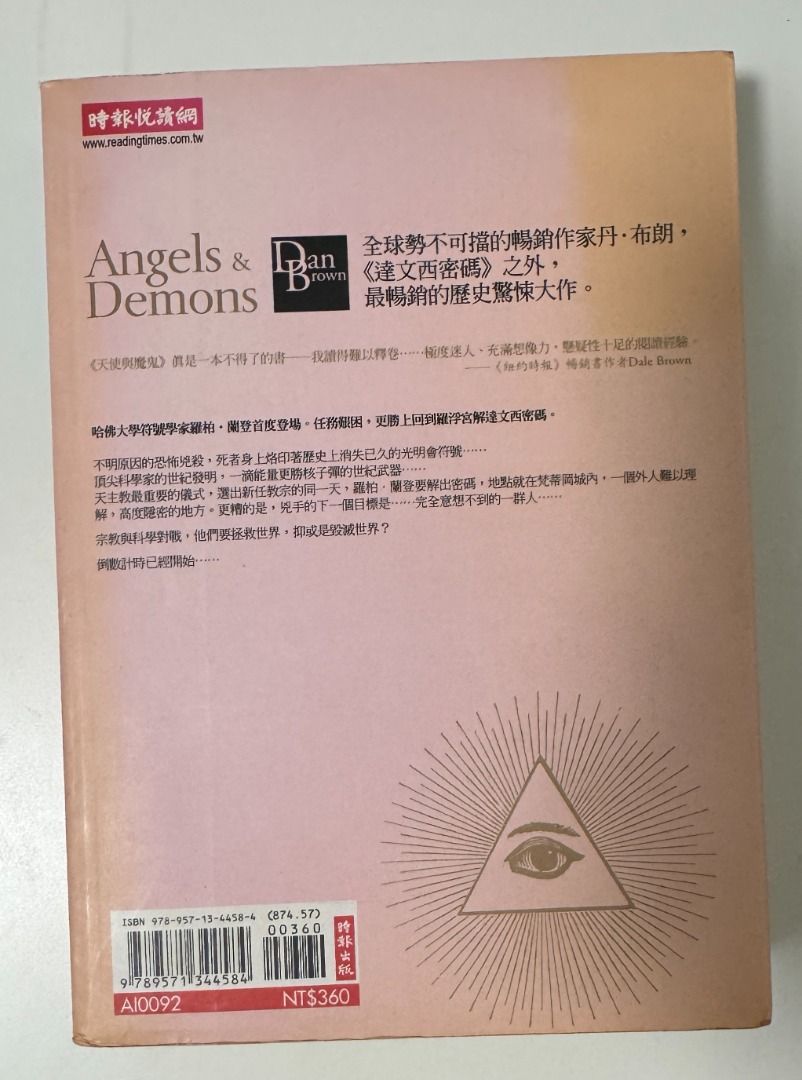 時報悅讀網
www.readingtimes.com.tw
Angels &
Demons
Dan
Brown
全球勢不可擋的暢銷作家丹·布朗，
《達文西密碼》之外，
最暢銷的歷史驚悚大作。
《天使與魔鬼》真是一本不得了的書——我讀得難以釋卷……極度迷人、充滿想像力，懸疑性十足的閱讀經驗。
——《紐約時報》暢銷書作者Dale Brown
哈佛大學符號學家羅柏·蘭登首度登場。任務艱困，更勝上回到羅浮宮解達文西密碼。
不明原因的恐怖兇殺，死者身上烙印著歷史上消失已久的光明會符號……
頂尖科學家的世紀發明，一滴能量更勝核子彈的世紀武器……
天主教最重要的儀式，選出新任教宗的同一天，羅柏·蘭登要解出密碼，地點就在梵蒂岡城內，一個外人難以理
解，高度隱密的地方。更糟的是，兇手的下一個目標是……完全意想不到的一群人……
宗教與科學對戰，他們要拯救世界，抑或是毀滅世界？
倒數計時已經開始……
ISBN 978-957-13-4458-4 (874.57)
00360
9 789571 344584
時報出版
AI0092 NT$360